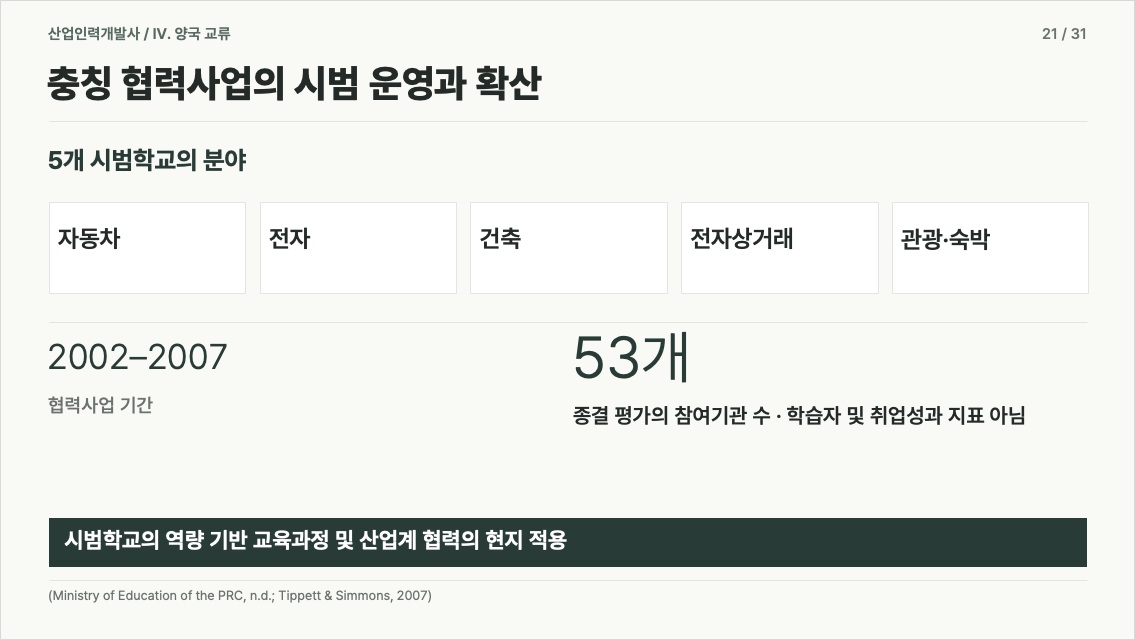 산업인력개발사 / IV. 양국 교류
21 / 31
충칭 협력사업의 시범 운영과 확산
5개 시범학교의 분야
자동차
전자
건축
전자상거래
관광·숙박
2002–2007
협력사업 기간
53개
종결 평가의 참여기관 수 · 학습자 및 취업성과 지표 아님
시범학교의 역량 기반 교육과정 및 산업계 협력의 현지 적용
(Ministry of Education of the PRC, n.d.; Tippett & Simmons, 2007)